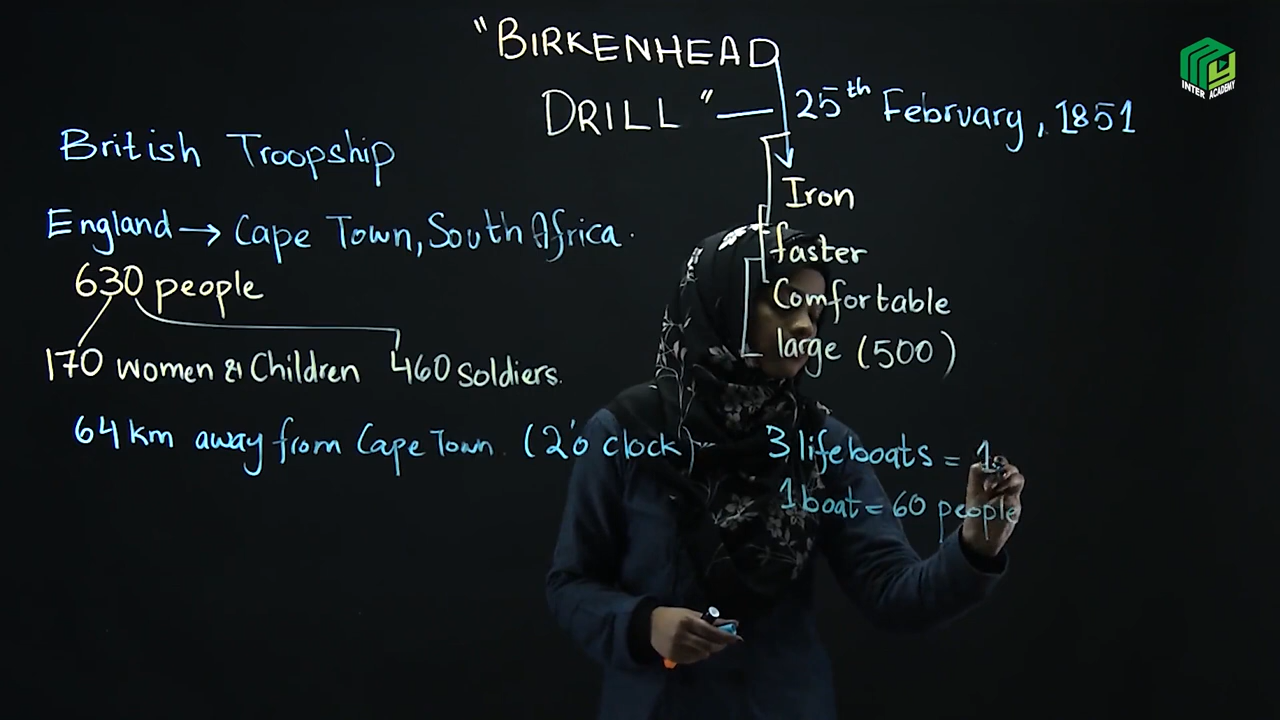 "BIRKENHEAD
DRILL" — 25th February, 1851
British Troopship
England → Cape Town, South Africa.
630 people
170 women & Children 460 soldiers.
64 km away from Cape Town. (2'o clock)
Iron
faster
Comfortable
large (500)
3 lifeboats =
1 boat = 60 people
MY
INTER ACADEMY